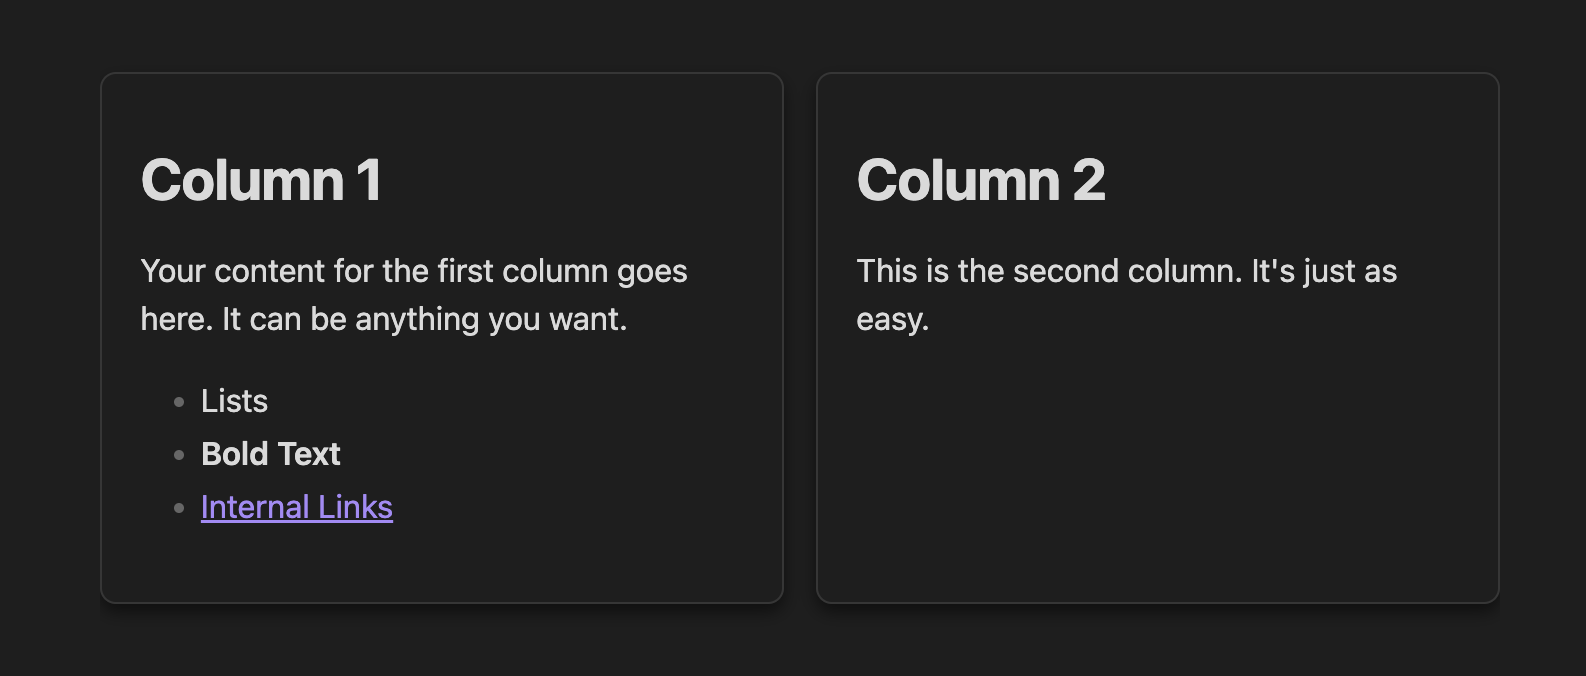 Column 1
Your content for the first column goes
here. It can be anything you want.
Lists
Bold Text
Internal Links
Column 2
This is the second column. It's just as
easy.